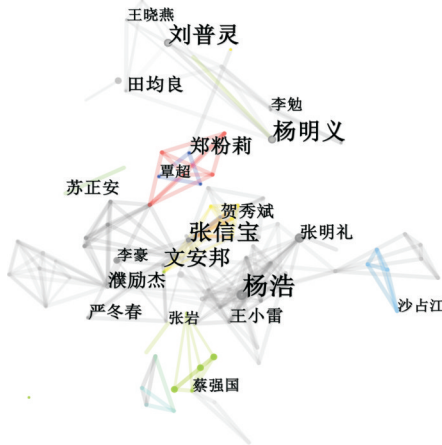 王晓燕
刘普灵
田均良
李勉
杨明义
郑粉莉
覃超
苏正安
贺秀斌
张信宝
张明礼
李豪
文安邦
濮励杰
杨浩
严冬春
张岩
王小雷
沙占江
蔡强国